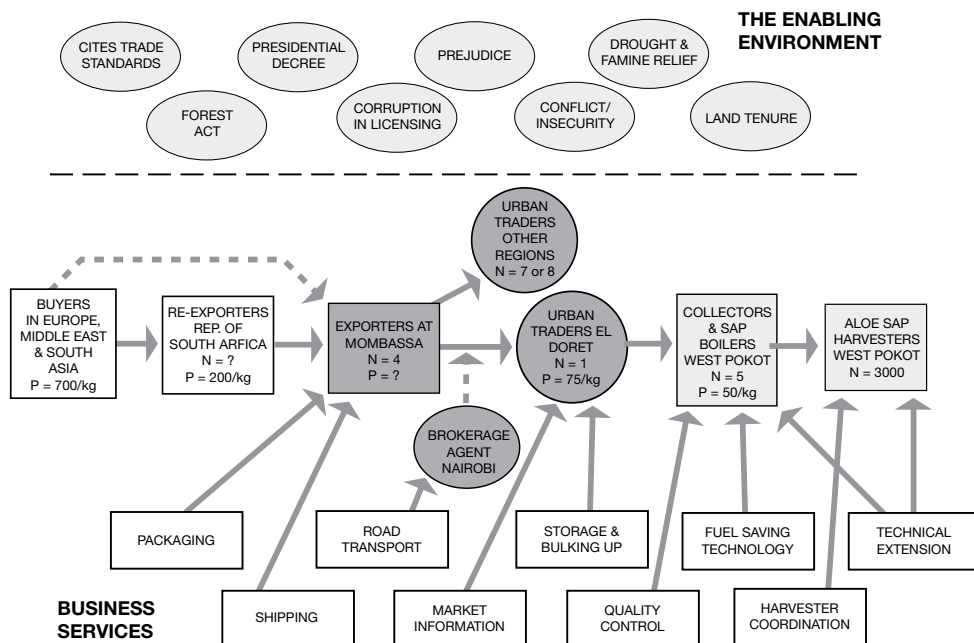 THE ENABLING
ENVIRONMENT
CITES TRADE
STANDARDS
PRESIDENTIAL
DECREE
PREJUDICE
DROUGHT &
FAMINE RELIEF
FOREST
ACT
CORRUPTION
IN LICENSING
CONFLICT/
INSECURITY
LAND TENURE
URBAN
TRADERS
OTHER
REGIONS
N = 7 or 8
BUYERS
IN EUROPE,
MIDDLE EAST
& SOUTH
ASIA
P = 700/kg
RE-EXPORTERS
REP. OF
SOUTH ARFICA
N = ?
P = 200/kg
EXPORTERS AT
MOMBASSA
N = 4
P = ?
URBAN
TRADERS EL
DORET
N = 1
P = 75/kg
COLLECTORS
& SAP
BOILERS
WEST POKOT
N = 5
P = 50/kg
ALOE SAP
HARVESTERS
WEST POKOT
N = 3000
BROKERAGE
AGENT
NAIROBI
PACKAGING
ROAD
TRANSPORT
STORAGE &
BULKING UP
FUEL SAVING
TECHNOLOGY
TECHNICAL
EXTENSION
BUSINESS
SERVICES
SHIPPING
MARKET
INFORMATION
QUALITY
CONTROL
HARVESTER
COORDINATION